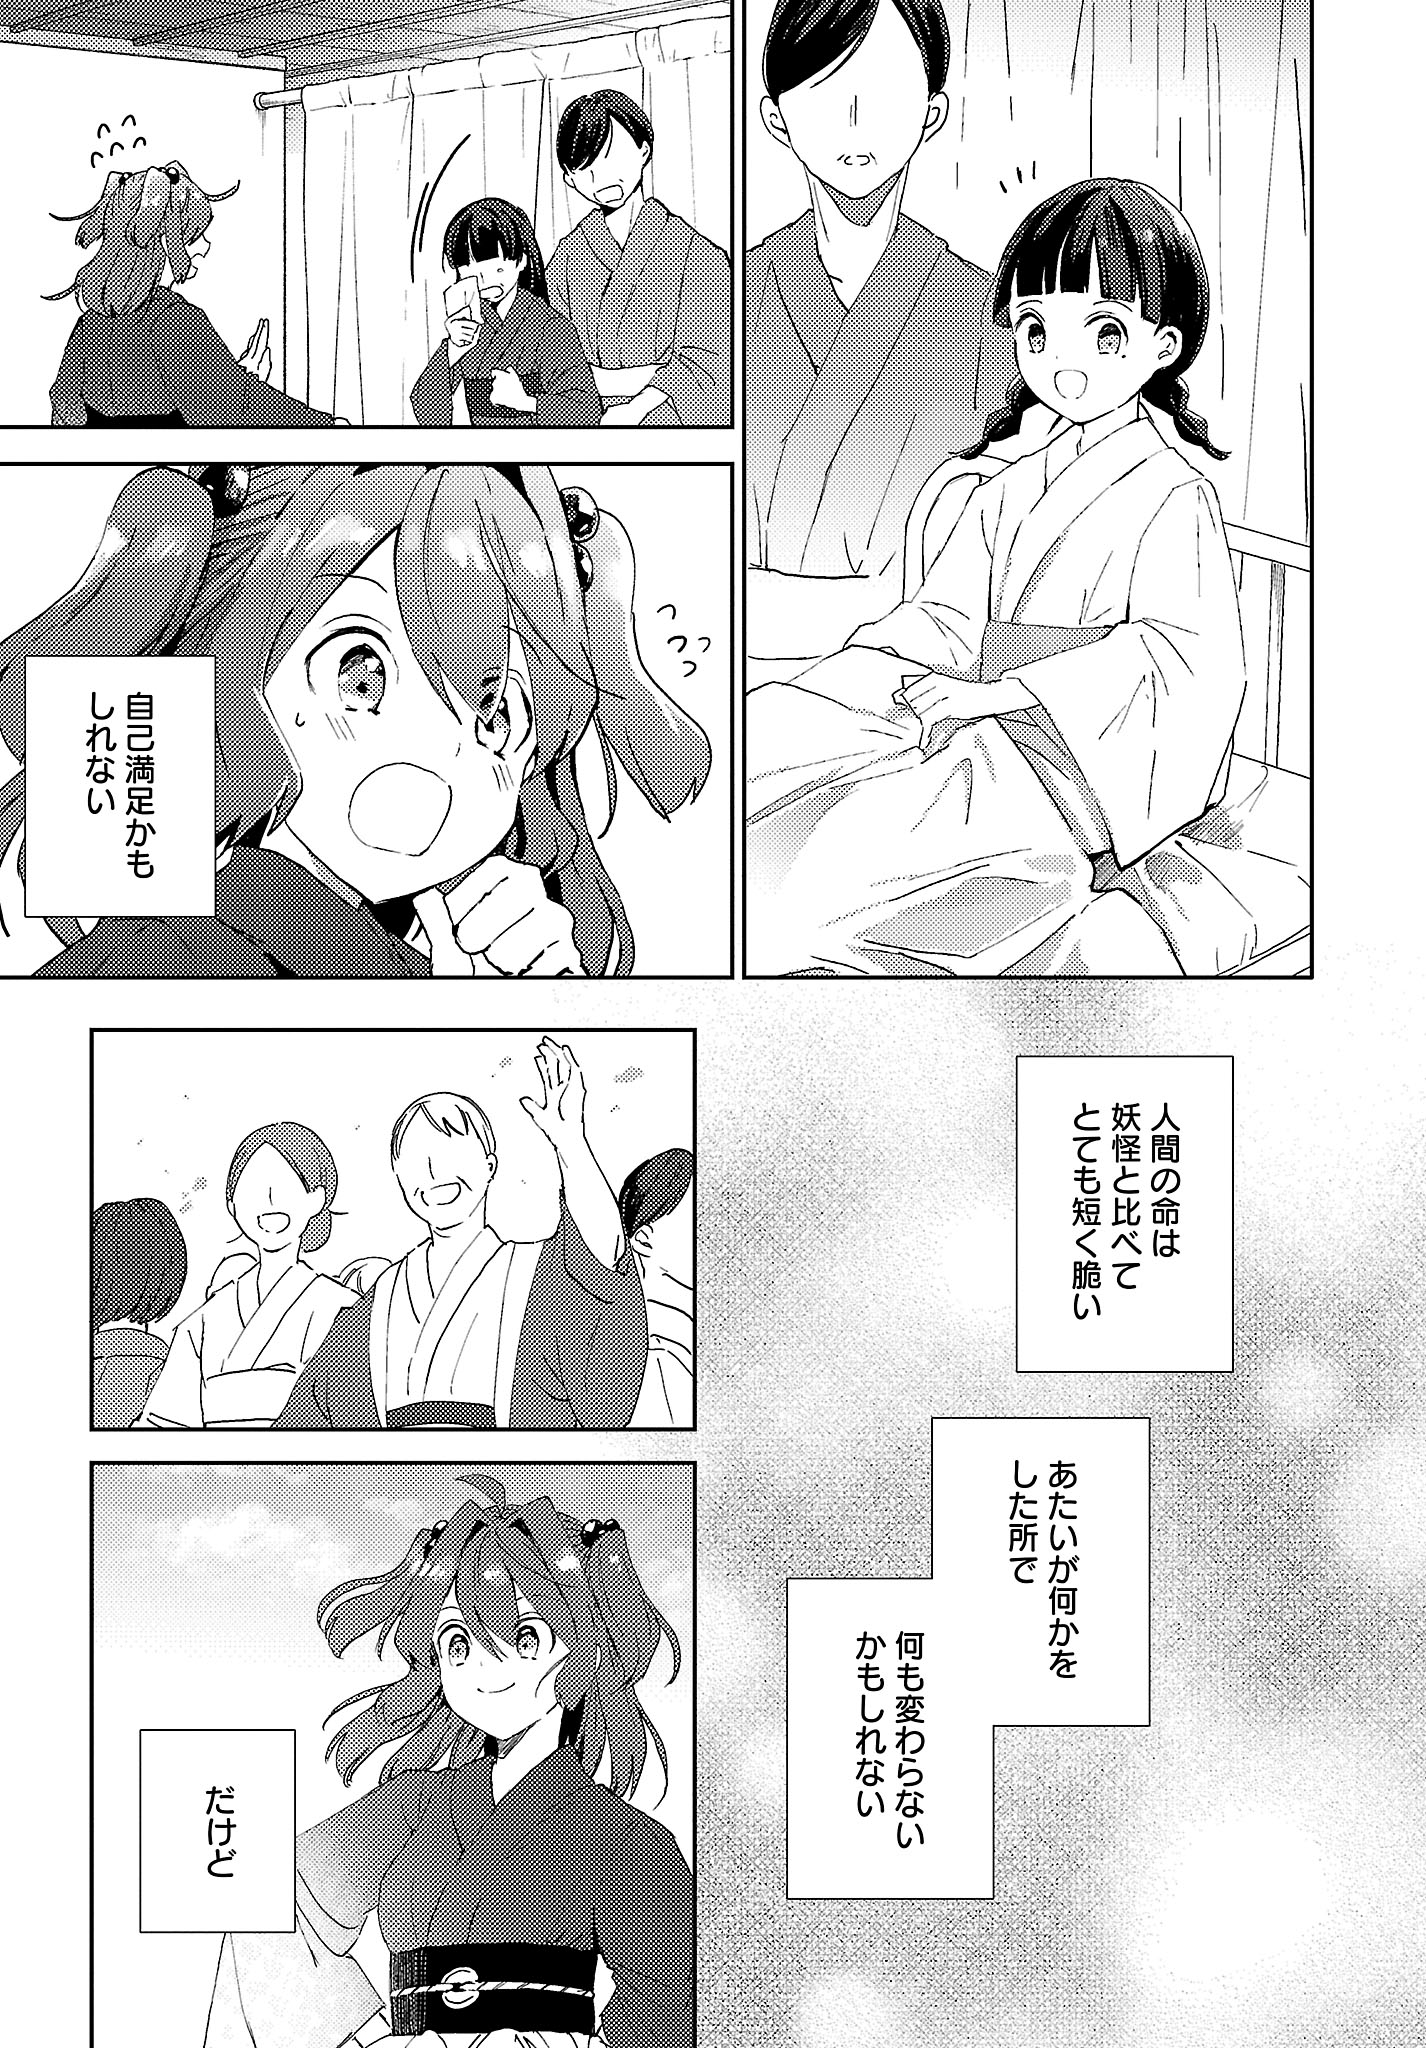 自己満足かも
しれない
人間の命は
妖怪と比べて
とても短く脆い
あたいが何かを
した所で
何も変わらない
かもしれない
だけど